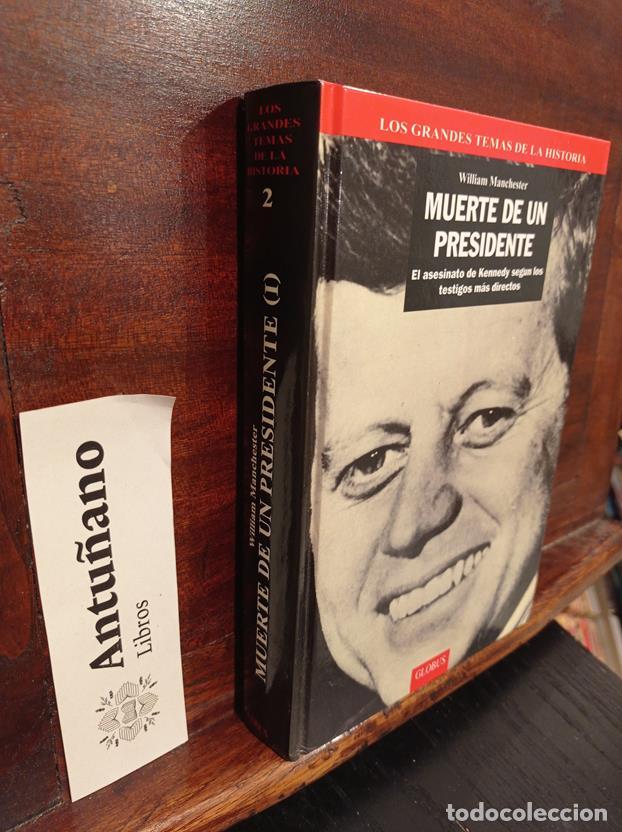 LOS GRANDES TEMAS DE LA HISTORIA
William Manchester
MUERTE DE UN
PRESIDENTE
El asesinato de Kennedy segun los
testigos más directos
GLOBUS
LOS
GRANDES
TEMAS
DE LA
HISTORIA
2
William Manchester
MUERTE DE UN PRESIDENTE (I)
Antuñano
Libros
todocoleccion